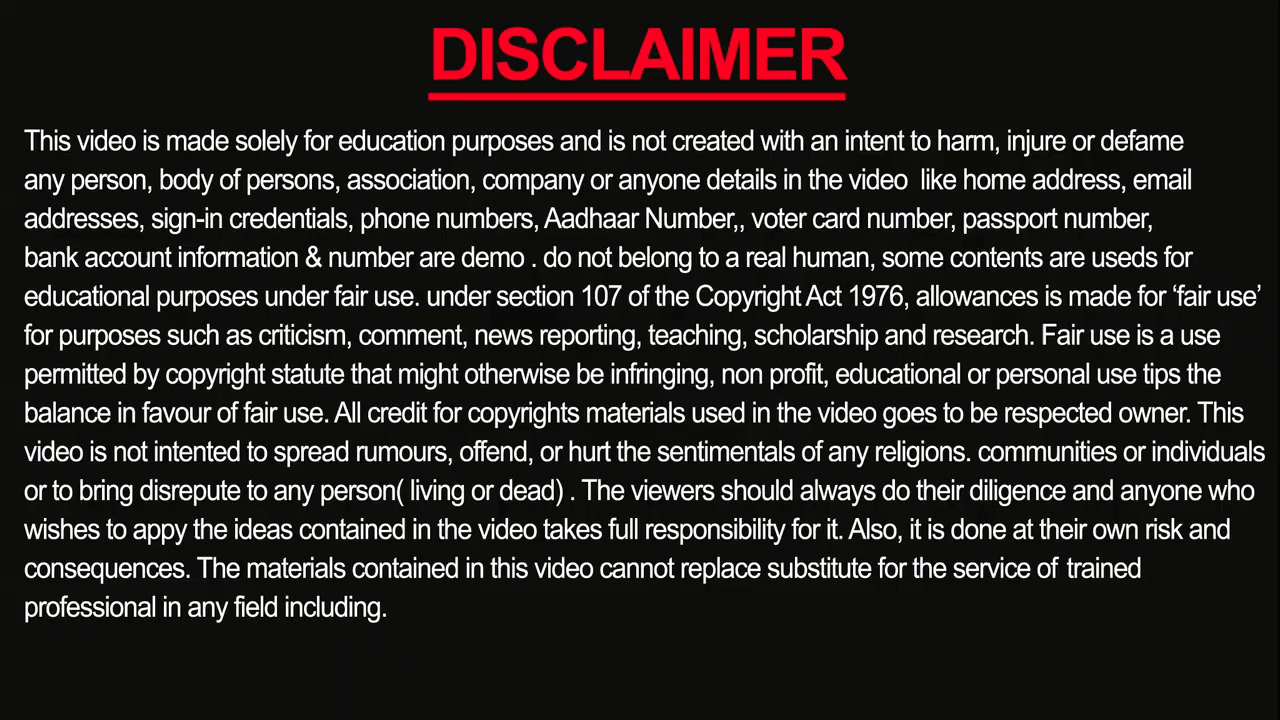 DISCLAIMER
This video is made solely for education purposes and is not created with an intent to harm, injure or defame
any person, body of persons, association, company or anyone details in the video  like home address, email
addresses, sign-in credentials, phone numbers, Aadhaar Number,, voter card number, passport number,
bank account information & number are demo . do not belong to a real human, some contents are useds for
educational purposes under fair use. under section 107 of the Copyright Act 1976, allowances is made for ‘fair use’
for purposes such as criticism, comment, news reporting, teaching, scholarship and research. Fair use is a use
permitted by copyright statute that might otherwise be infringing, non profit, educational or personal use tips the
balance in favour of fair use. All credit for copyrights materials used in the video goes to be respected owner. This
video is not intented to spread rumours, offend, or hurt the sentimentals of any religions. communities or individuals
or to bring disrepute to any person( living or dead) . The viewers should always do their diligence and anyone who
wishes to appy the ideas contained in the video takes full responsibility for it. Also, it is done at their own risk and
consequences. The materials contained in this video cannot replace substitute for the service of trained
professional in any field including.